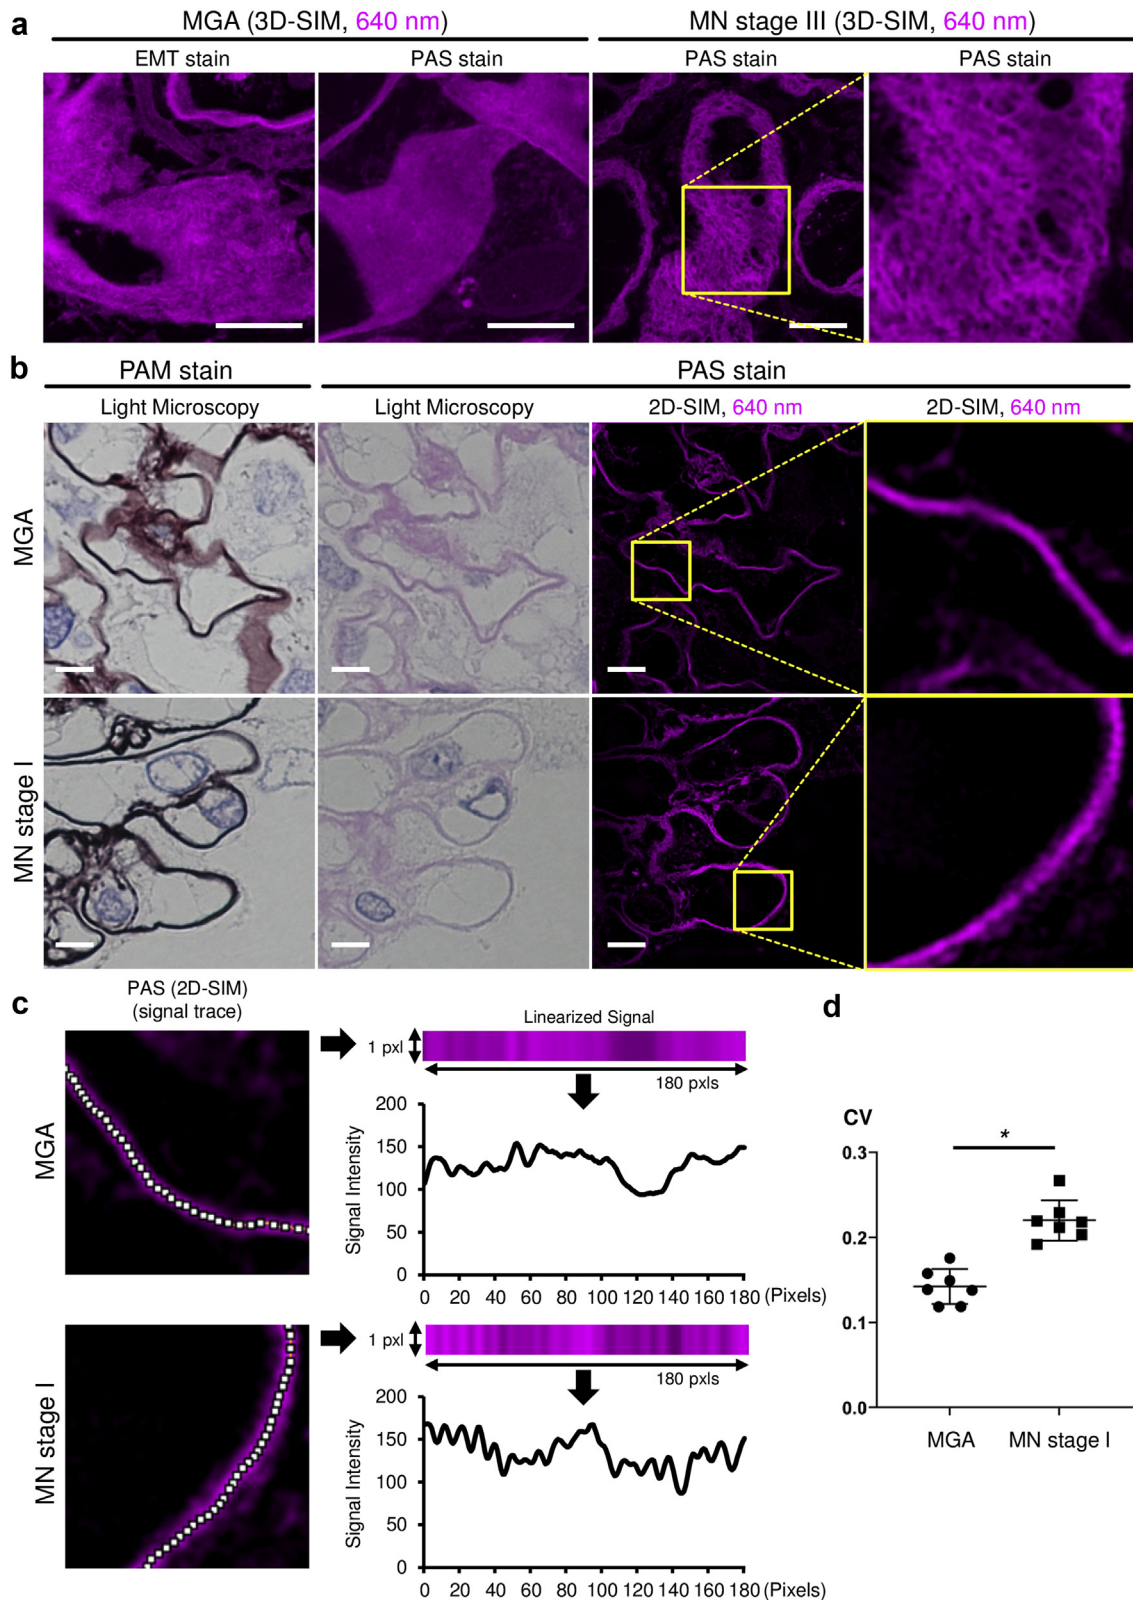 a
MGA (3D-SIM, 640 nm)
MN stage III (3D-SIM, 640 nm)
EMT stain
PAS stain
PAS stain
PAS stain
b
PAM stain
PAS stain
Light Microscopy
Light Microscopy
2D-SIM, 640 nm
2D-SIM, 640 nm
MGA
MN stage I
c
PAS (2D-SIM)
(signal trace)
Linearized Signal
MGA
1 pxl
180 pxls
Signal Intensity
200
150
100
50
0
0 20 40 60 80 100 120 140 160 180 (Pixels)
MN stage I
1 pxl
180 pxls
Signal Intensity
200
150
100
50
0
0 20 40 60 80 100 120 140 160 180 (Pixels)
d
CV
*
0.3
0.2
0.1
0.0
MGA
MN stage I